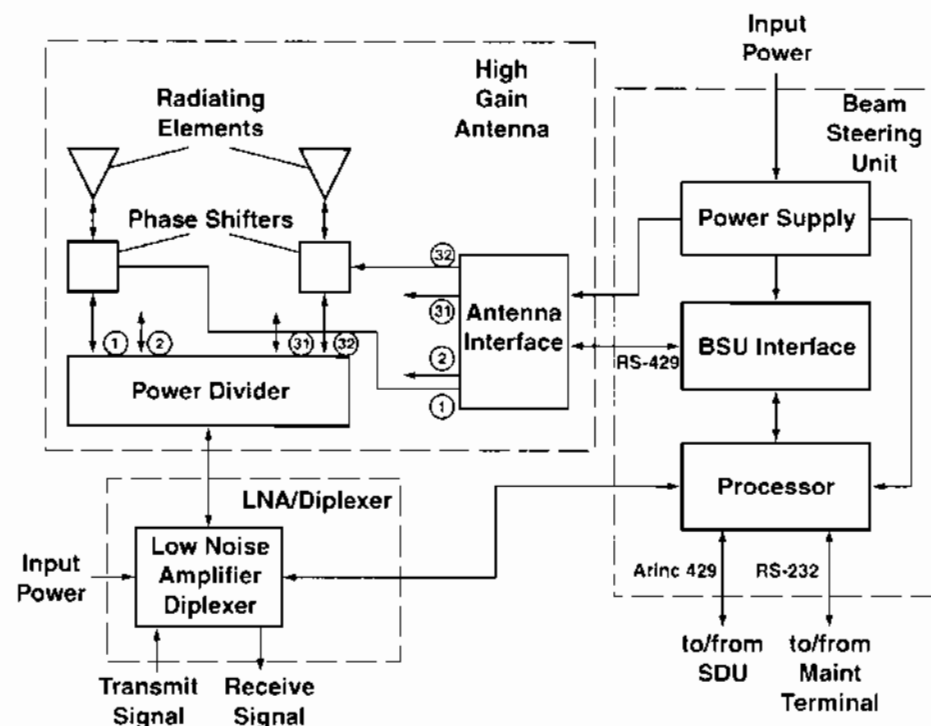 Input
Power
High
Gain
Antenna
Beam
Steering
Unit
Radiating
Elements
Phase Shifters
Power Supply
32
31
Antenna
Interface
2
1
RS-429
BSU Interface
1
2
31
32
Power Divider
Processor
LNA/Diplexer
Low Noise
Amplifier
Diplexer
Input
Power
Arinc 429
RS-232
to/from
SDU
to/from
Maint
Terminal
Transmit
Signal
Receive
Signal